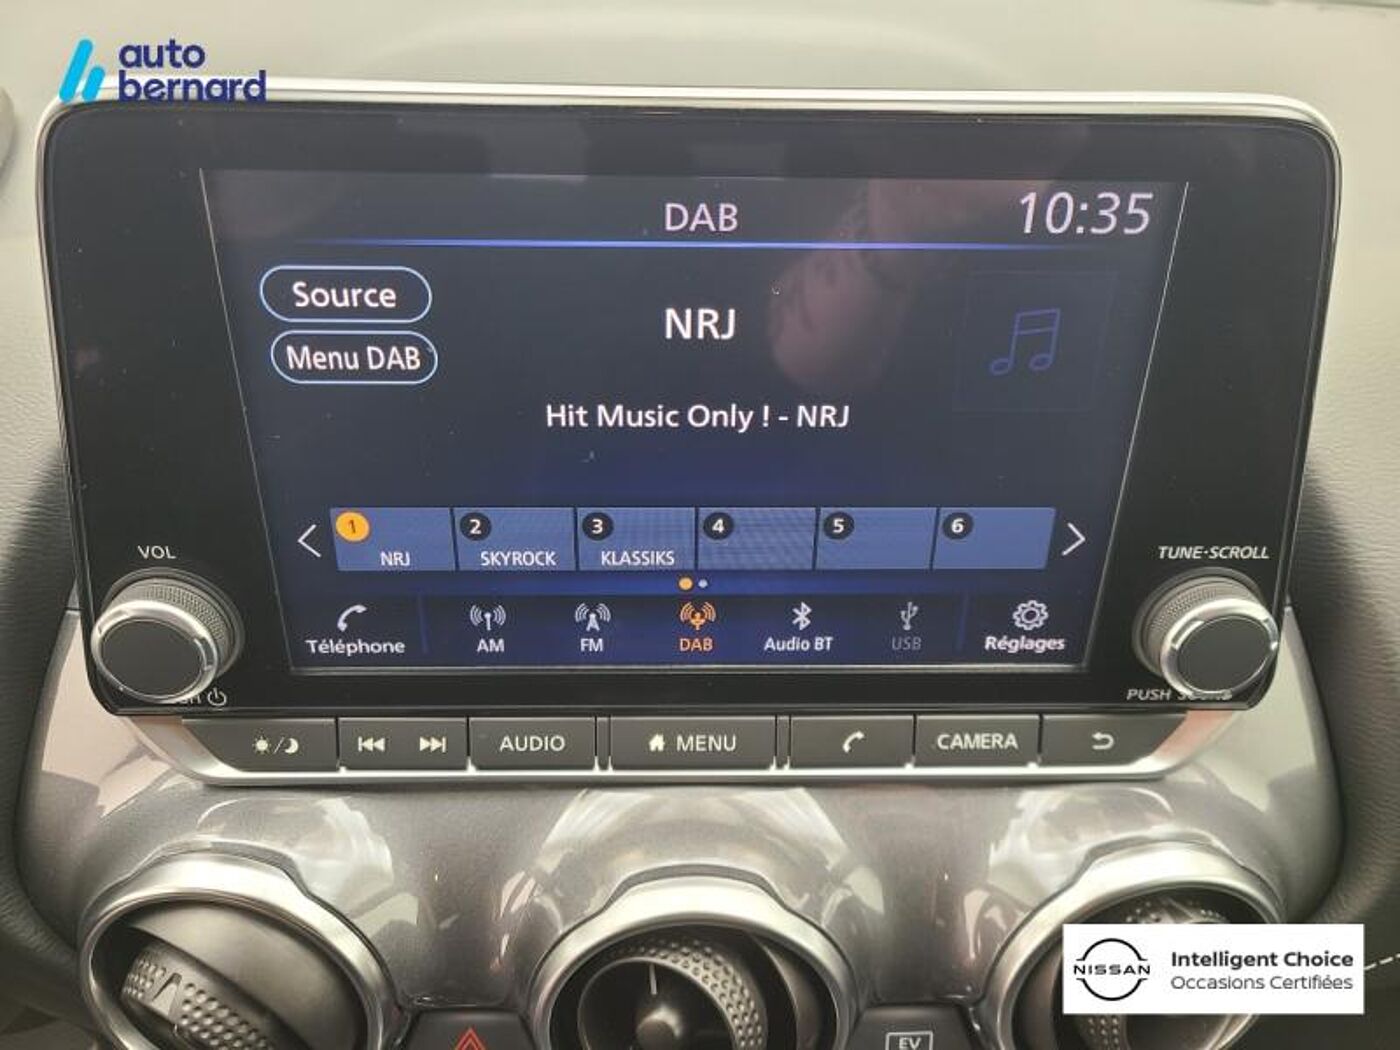 auto
bernard
DAB
10:35
Source
NRJ
Menu DAB
Hit Music Only ! - NRJ
1
2
3
4
5
6
NRJ
SKYROCK
KLASSIKS
VOL
TUNE·SCROLL
Téléphone
AM
FM
DAB
Audio BT
USB
Réglages
PUSH
AUDIO
MENU
CAMERA
NISSAN
Intelligent Choice
Occasions Certifiées
EV